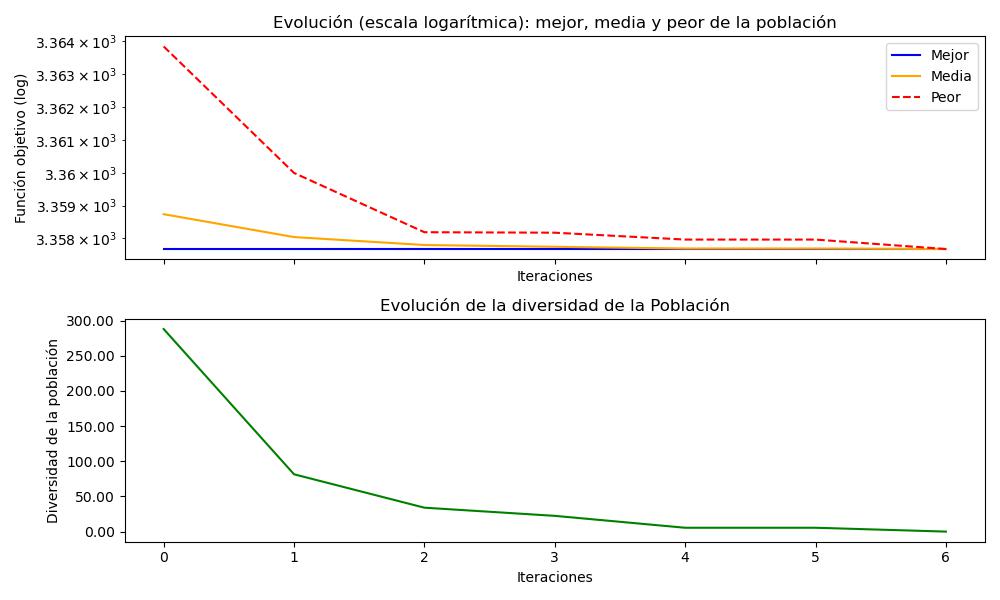 Evolución (escala logarítmica): mejor, media y peor de la población
Función objetivo (log)
3.364 × 10³
3.363 × 10³
3.362 × 10³
3.361 × 10³
3.36 × 10³
3.359 × 10³
3.358 × 10³
Mejor
Media
Peor
Iteraciones
Evolución de la diversidad de la Población
Diversidad de la población
300.00
250.00
200.00
150.00
100.00
50.00
0.00
0 1 2 3 4 5 6
Iteraciones